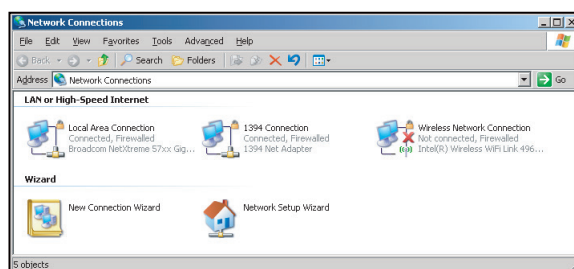 Network Connections
File Edit View Favorites Tools Advanced Help
Back Search Folders
Address Network Connections Go
LAN or High-Speed Internet
Local Area Connection
Connected, Firewalled
Broadcom NetXtreme 57xx Gig...
1394 Connection
Connected, Firewalled
1394 Net Adapter
Wireless Network Connection
Not connected, Firewalled
Intel(R) Wireless WiFi Link 496...
Wizard
New Connection Wizard
Network Setup Wizard
5 objects